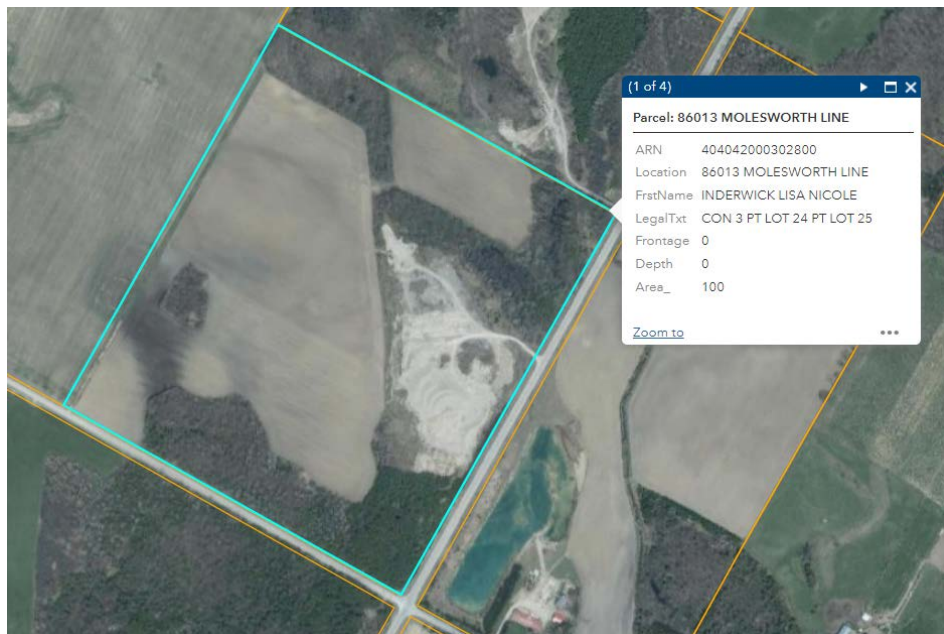 (1 of 4)
Parcel: 86013 MOLESWORTH LINE
ARN 404042000302800
Location 86013 MOLESWORTH LINE
FrstName INDERWICK LISA NICOLE
LegalTxt CON 3 PT LOT 24 PT LOT 25
Frontage 0
Depth 0
Area_ 100
Zoom to